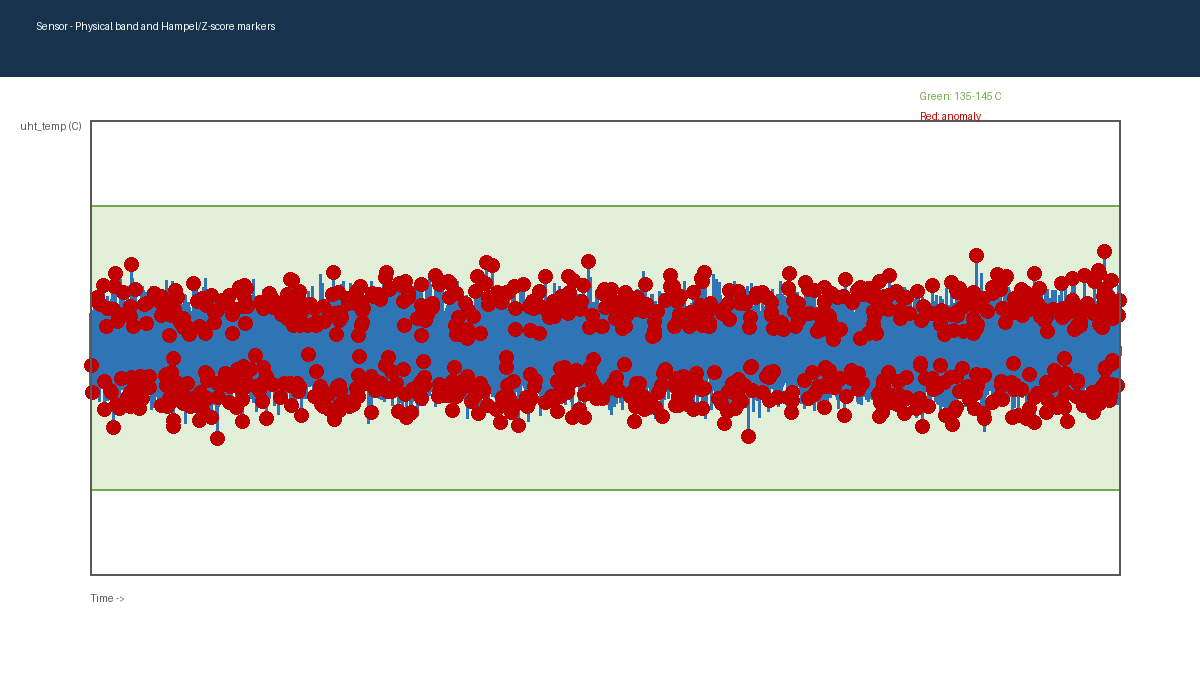 Sensor - Physical band and Hampel/Z-score markers
Green: 135-145 C
Red: anomaly
uht_temp (C)
Time ->